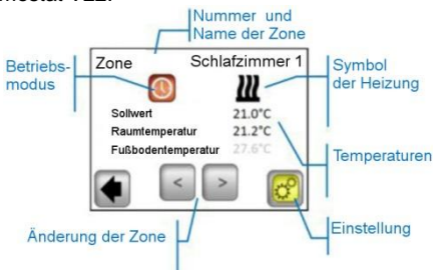 Nummer und
Name der Zone
Zone
Schlafzimmer 1
Betriebs-
modus
Symbol
der Heizung
Sollwert 21.0°C
Raumtemperatur 21.2°C
Fußbodentemperatur 27.6°C
Temperaturen
< >
Änderung der Zone
Einstellung